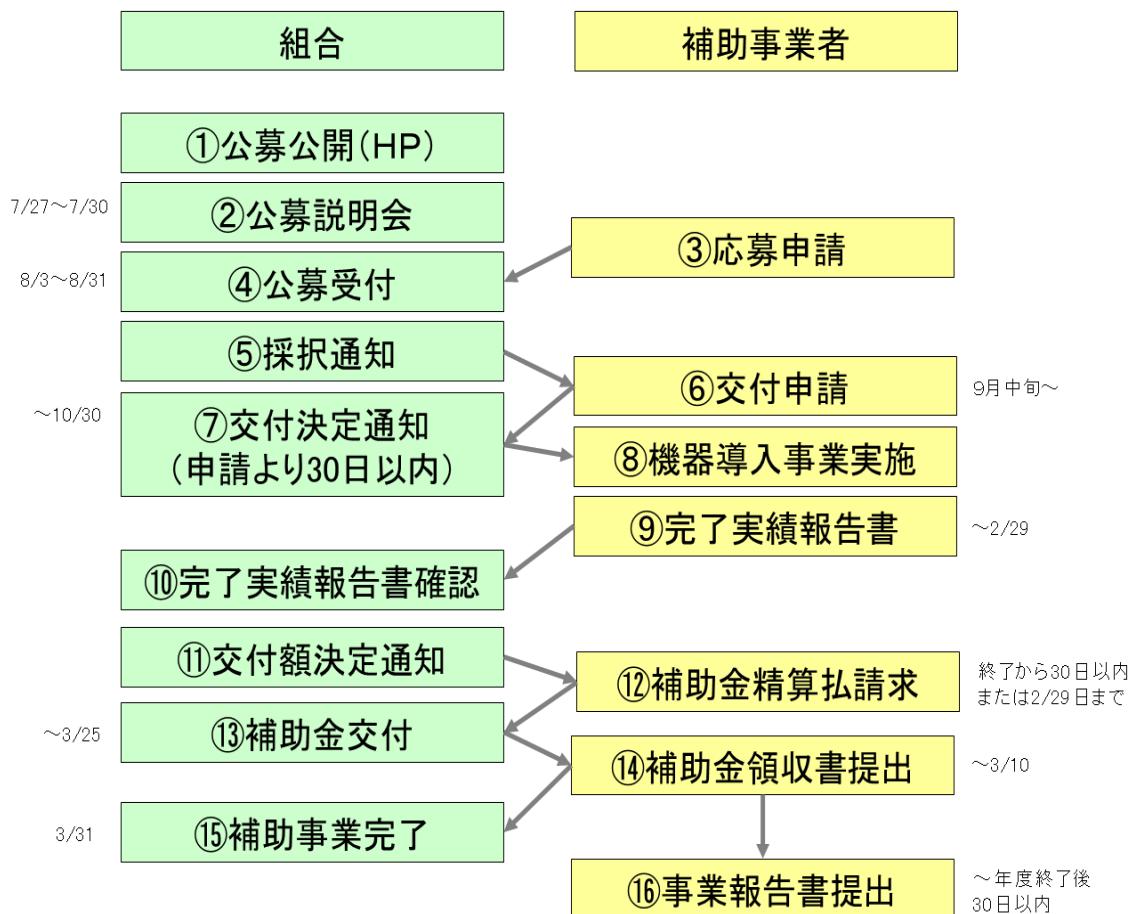 組合
補助事業者
①公募公開(HP)
7/27～7/30
②公募説明会
③応募申請
8/3～8/31
④公募受付
⑤採択通知
⑥交付申請
9月中旬～
～10/30
⑦交付決定通知
(申請より30日以内)
⑧機器導入事業実施
⑨完了実績報告書
～2/29
⑩完了実績報告書確認
⑪交付額決定通知
⑫補助金精算払請求
終了から30日以内
または2/29日まで
～3/25
⑬補助金交付
⑭補助金領収書提出
～3/10
3/31
⑮補助事業完了
⑯事業報告書提出
～年度終了後
30日以内